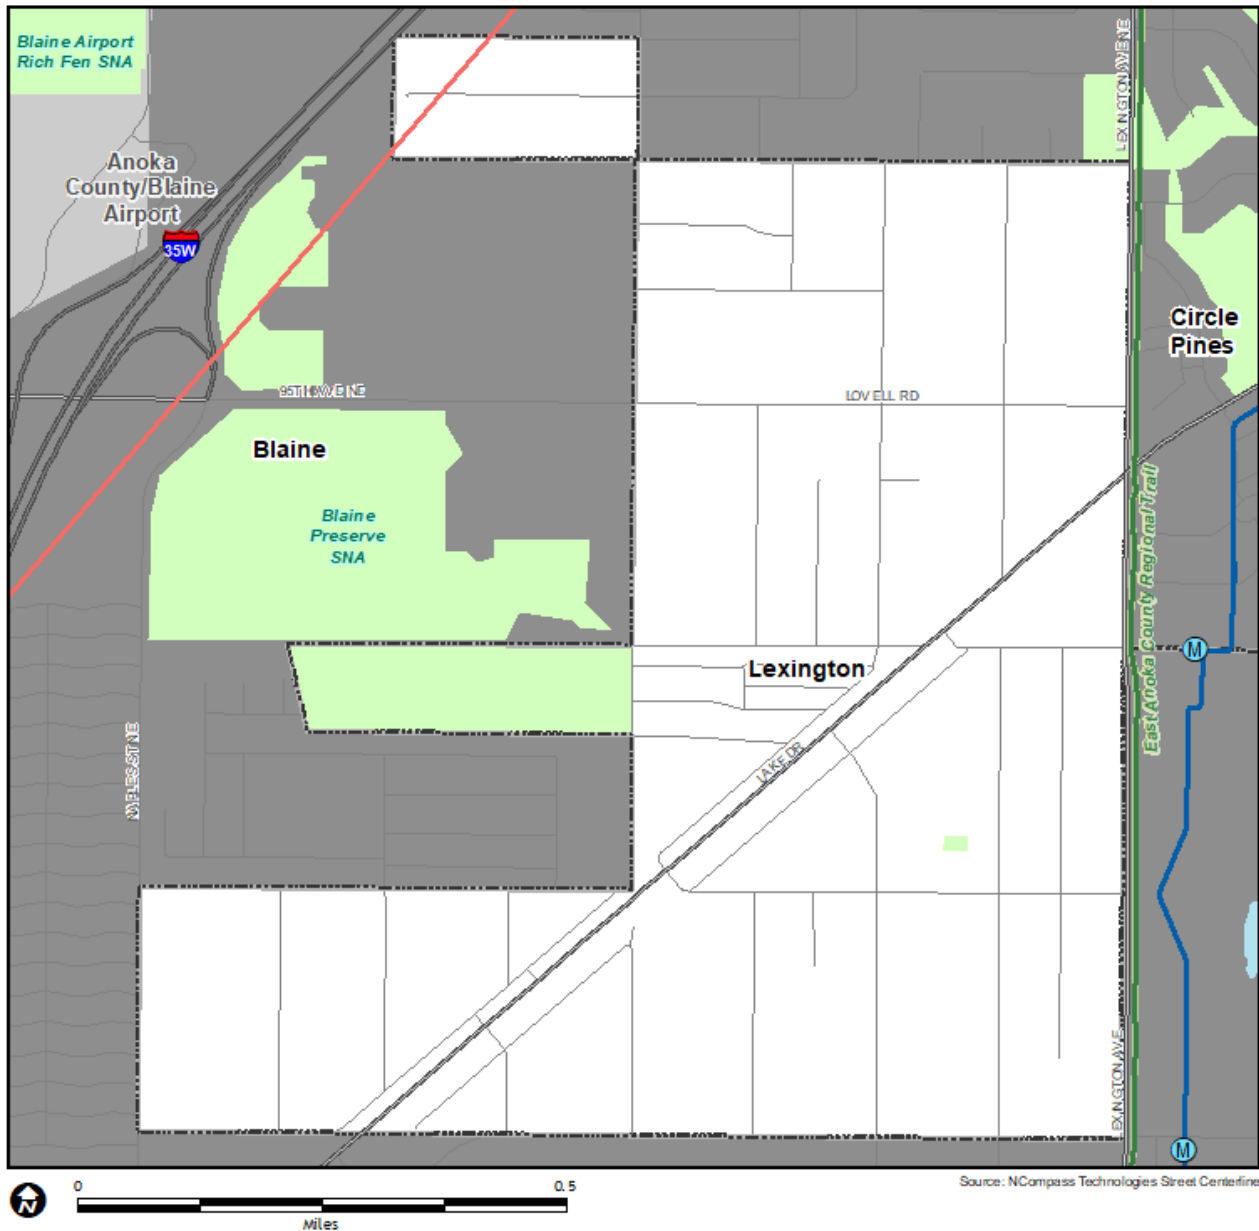 Blaine Airport
Rich Fen SNA
Anoka
County/Blaine
Airport
35W
LEXINGTON AVE NE
Circle
Pines
95TH AVE NE
LOVELL RD
Blaine
Blaine
Preserve
SNA
East Anoka County Regional Trail
M
Lexington
LAKE DR
NAPLES ST NE
LEXINGTON AVE
M
N
0
0.5
Miles
Source: NCompass Technologies Street Centerline